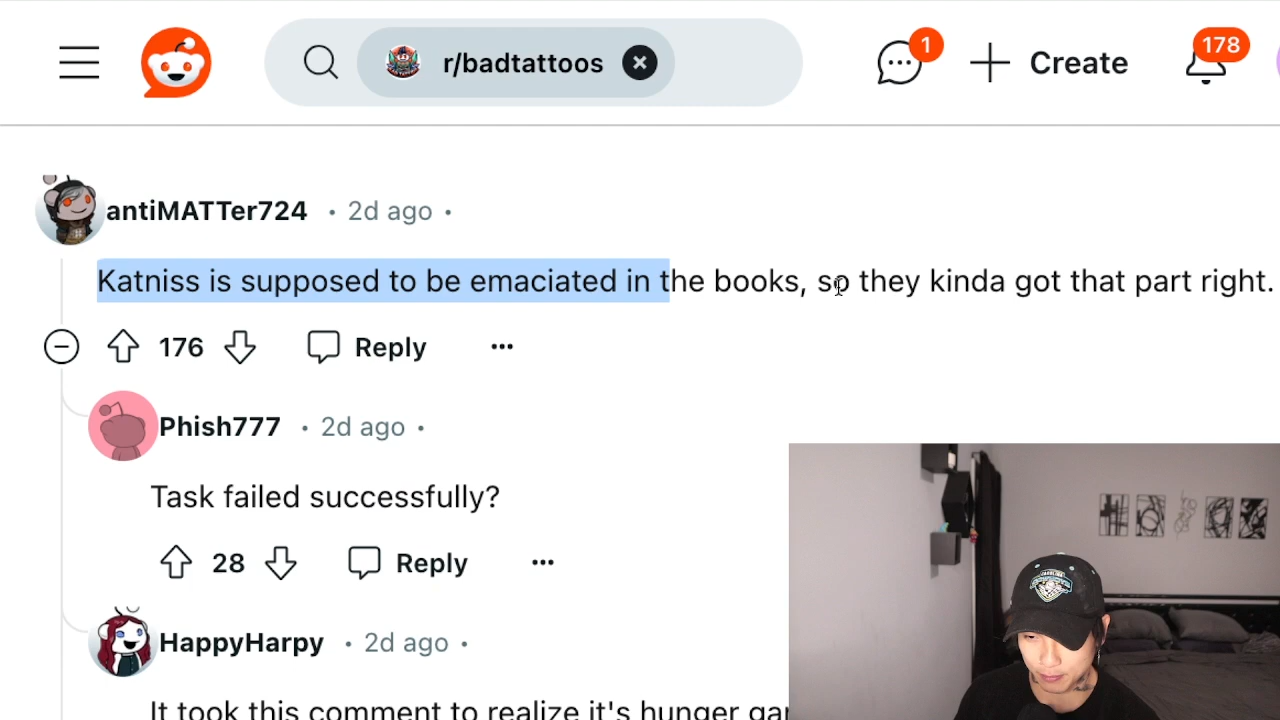 r/badtattoos
1
Create
178
antiMATTer724 • 2d ago •
Katniss is supposed to be emaciated in the books, so they kinda got that part right.
176 Reply
Phish777 • 2d ago •
Task failed successfully?
28 Reply
HappyHarpy • 2d ago •
It took this comment to realize it's hunger